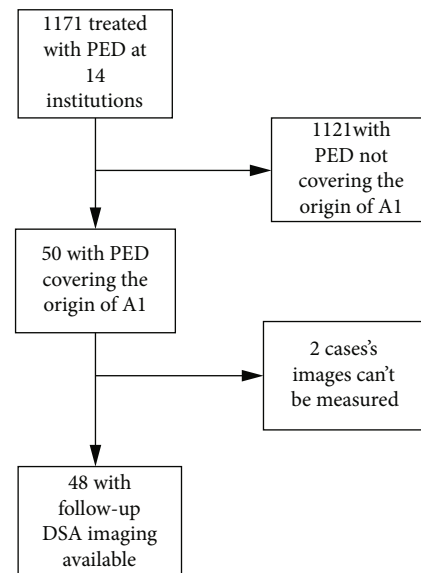 1171 treated
with PED at
14
institutions
1121with
PED not
covering the
origin of A1
50 with PED
covering the
origin of A1
2 cases's
images can't
be measured
48 with
follow-up
DSA imaging
available